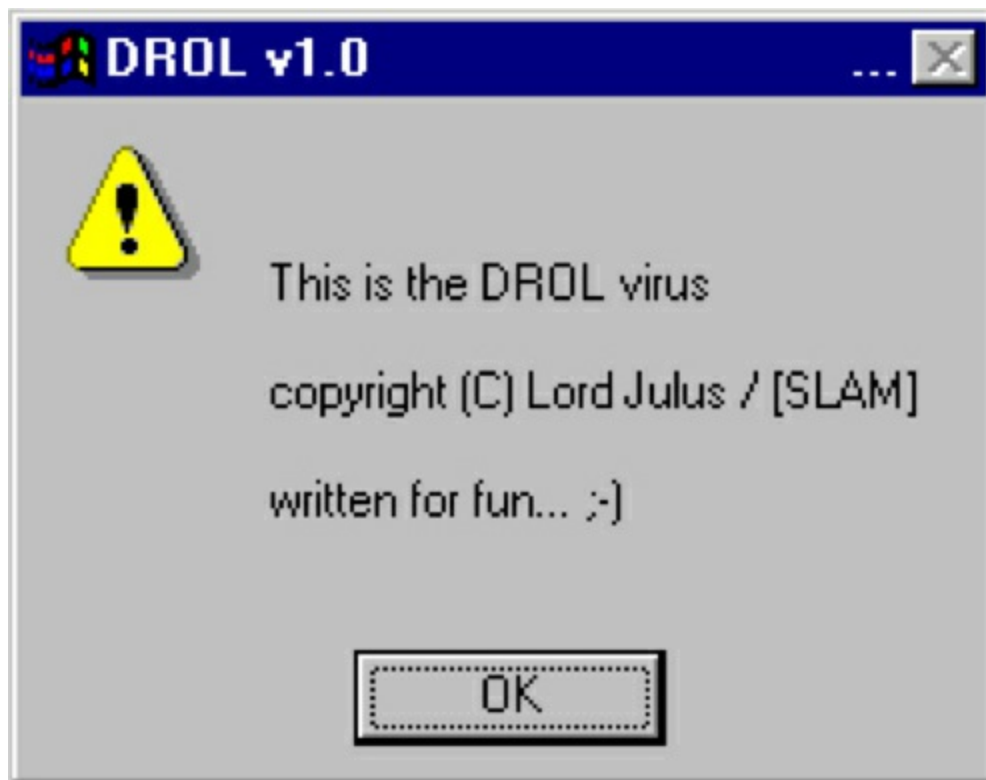 DROL v1.0 ...
This is the DROL virus
copyright (C) Lord Julus / [SLAM]
written for fun... ;-)
OK